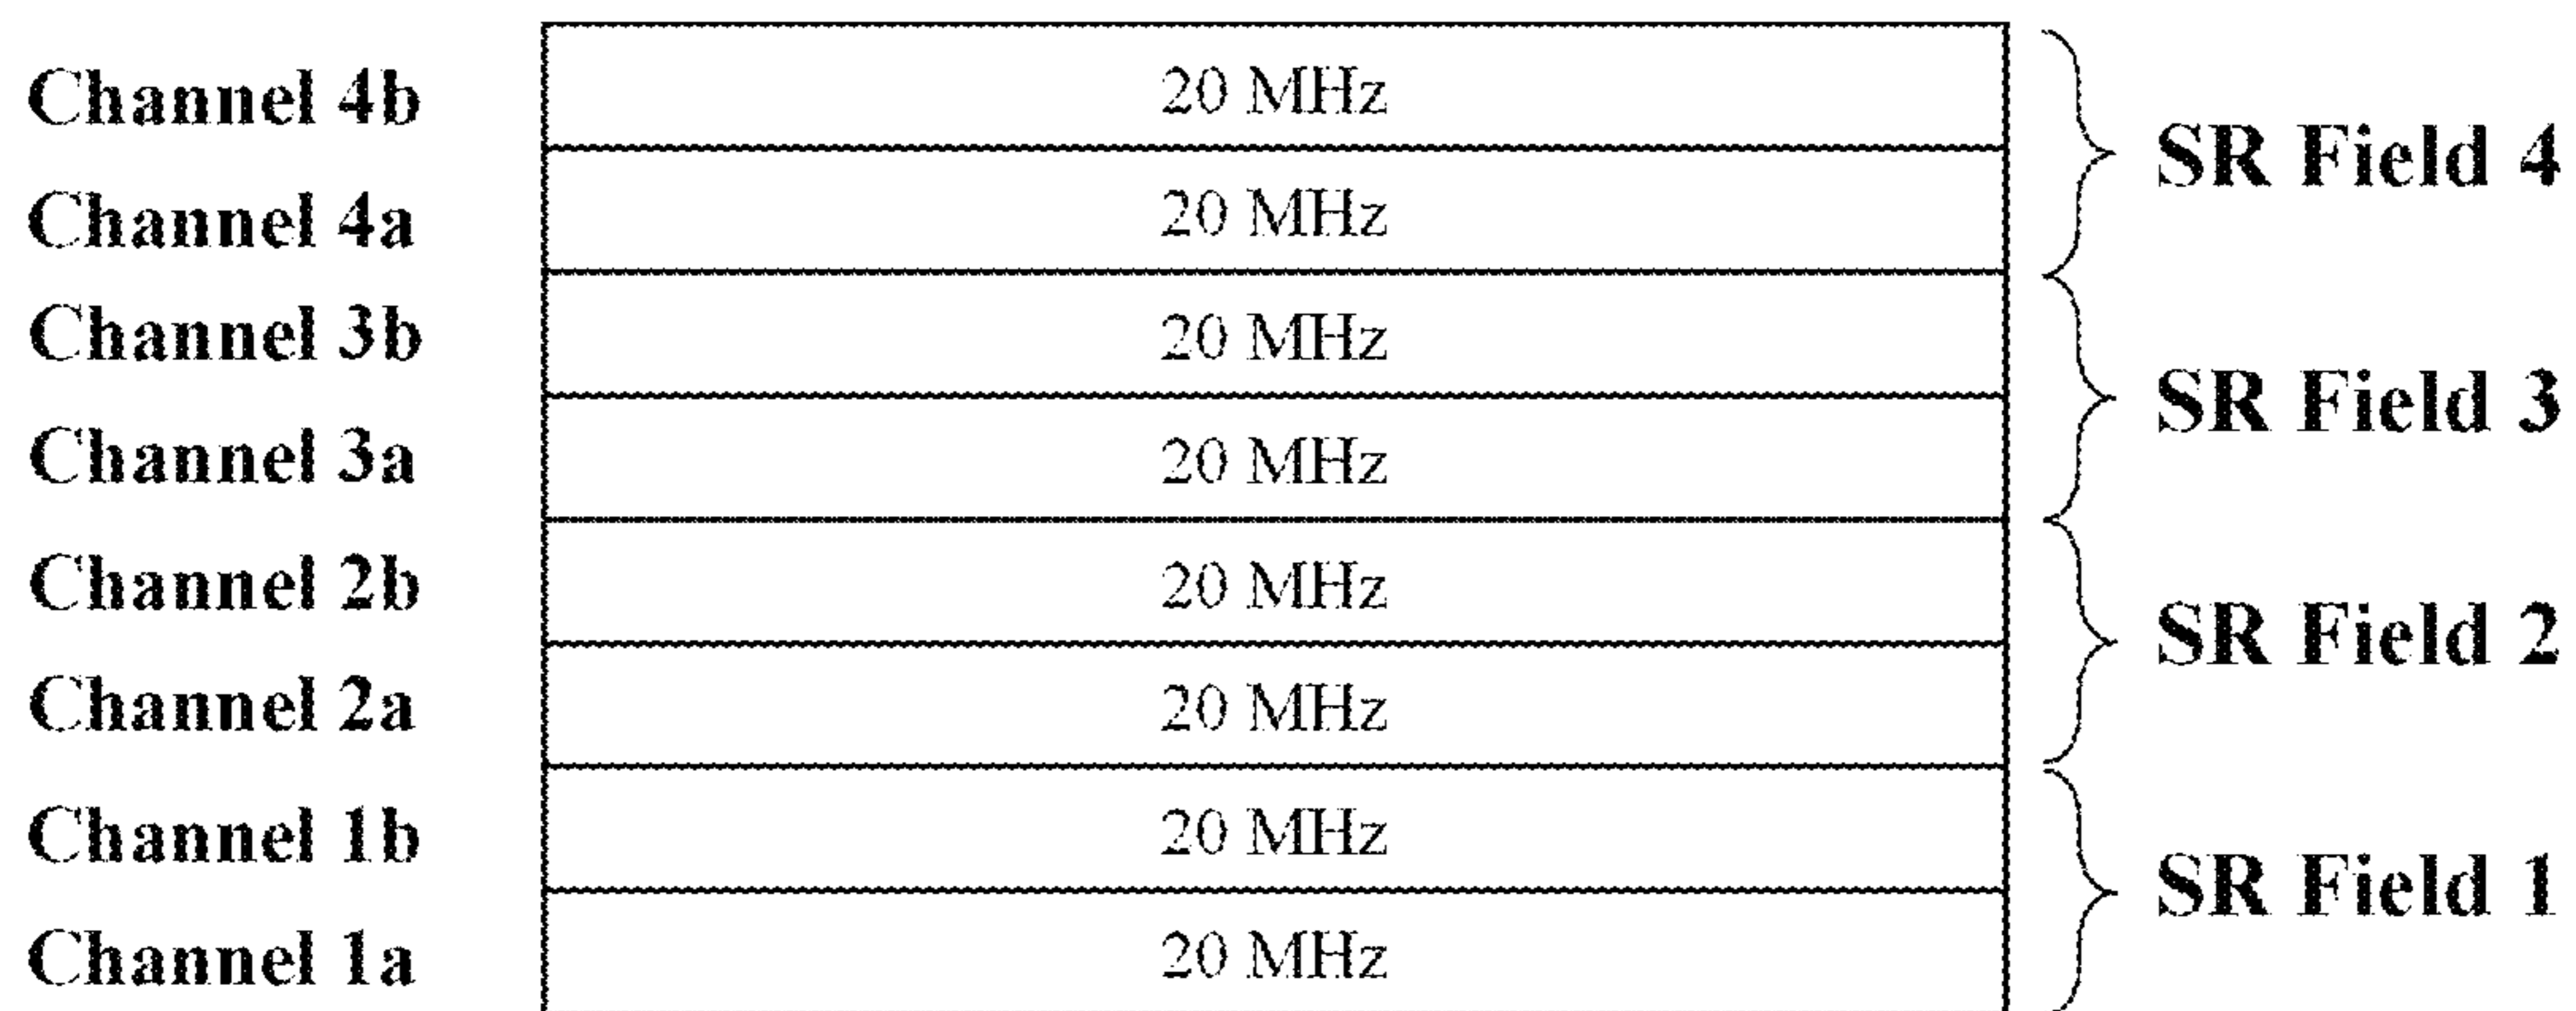 Channel 4b 20 MHz
SR Field 4
Channel 4a 20 MHz
Channel 3b 20 MHz
SR Field 3
Channel 3a 20 MHz
Channel 2b 20 MHz
SR Field 2
Channel 2a 20 MHz
Channel 1b 20 MHz
SR Field 1
Channel 1a 20 MHz